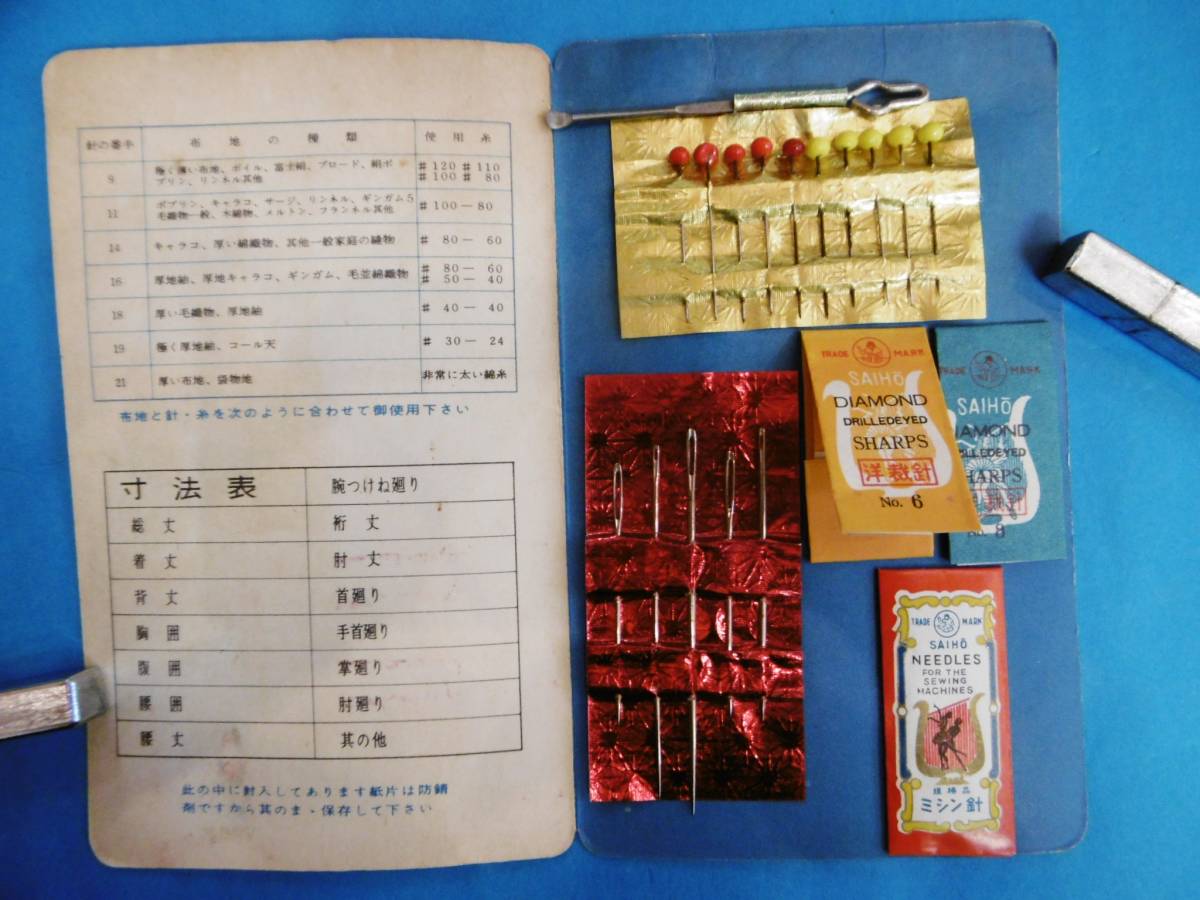 針の番手 布地の種類 使用糸
9 極く薄い布地、ボイル、富士絹、ブロード、絹ポプリン、リンネル其他 #120 #110
#100 # 80
11 ポプリン、キャラコ、サージ、リンネル、ギンガム
毛織物一般、木綿物、メルトン、フランネル其他 #100-80
14 キャラコ、厚い綿織物、其他一般家庭の縫物 # 80- 60
16 厚地紬、厚地キャラコ、ギンガム、毛並綿織物 # 80- 60
# 50- 40
18 厚い毛織物、厚地紬 # 40- 40
19 極く厚地紬、コール天 # 30- 24
21 厚い布地、袋物地 非常に太い綿糸
布地と針・糸を次のように合わせて御使用下さい
寸法表 腕つけね廻り
総丈 裄丈
着丈 肘丈
背丈 首廻り
胸囲 手首廻り
腹囲 掌廻り
腰囲 肘廻り
腰丈 其の他
此の中に封入してあります紙片は防錆
剤ですから其のまゝ保存して下さい
TRADE MARK
SAIHŌ
DIAMOND
DRILLEDEYED
SHARPS
洋裁針
No. 6
TRADE MARK
SAIHŌ
IAMOND
RILLEDEYED
HARPS
裁針
No. 8
TRADE MARK
SAIHŌ
NEEDLES
FOR THE
SEWING
MACHINES
ミシン針